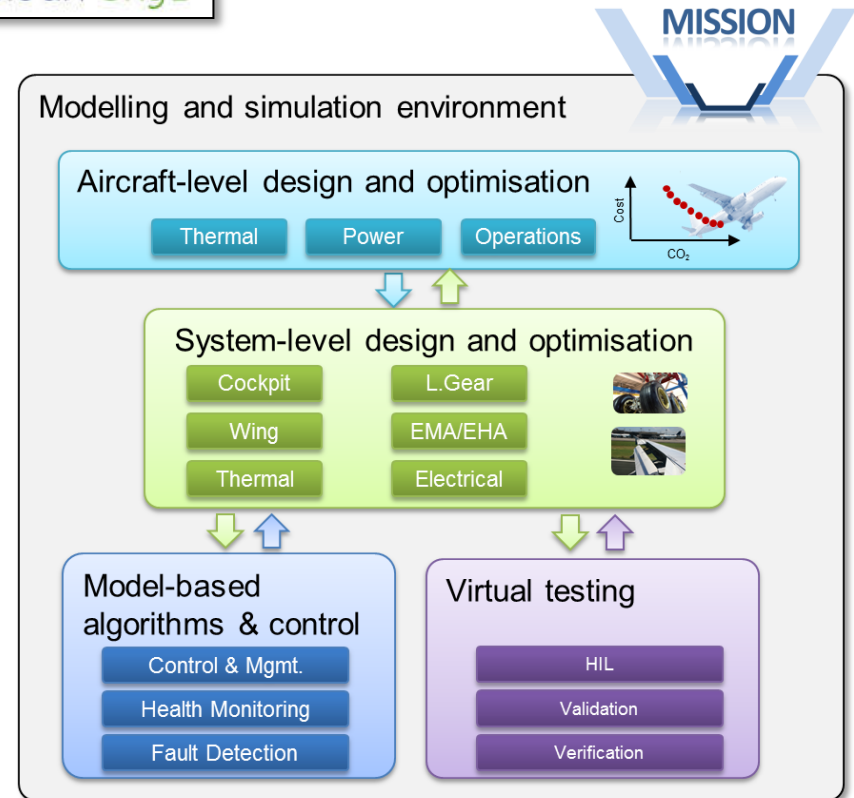 MISSION
Modelling and simulation environment
Aircraft-level design and optimisation
Thermal
Power
Operations
Cost
CO₂
System-level design and optimisation
Cockpit
L.Gear
Wing
EMA/EHA
Thermal
Electrical
Model-based
algorithms & control
Control & Mgmt.
Health Monitoring
Fault Detection
Virtual testing
HIL
Validation
Verification